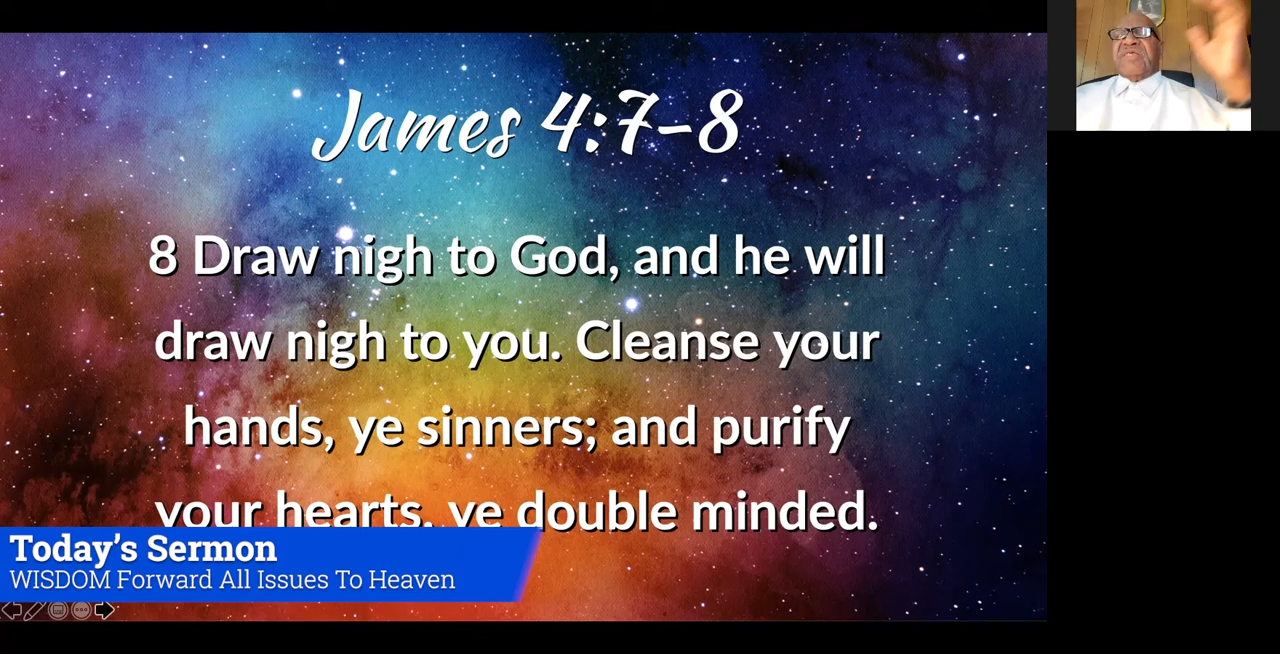 James 4:7-8
8 Draw nigh to God, and he will
draw nigh to you. Cleanse your
hands, ye sinners; and purify
your hearts, ye double minded.
Today's Sermon
WISDOM Forward All Issues To Heaven